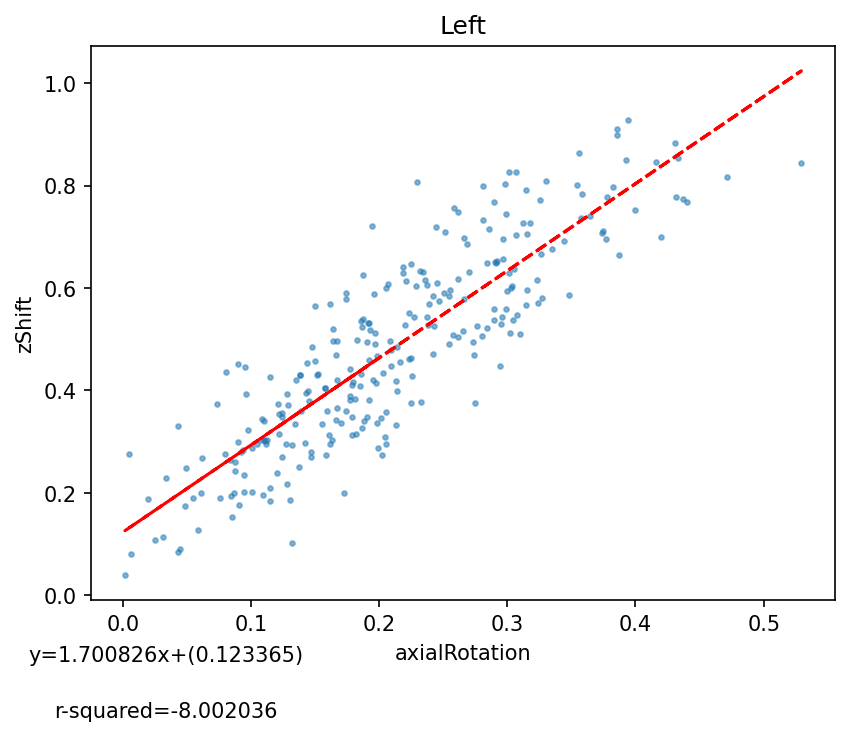 Left
1.0
0.8
0.6
0.4
0.2
0.0
zShift
0.0 0.1 0.2 0.3 0.4 0.5
axialRotation
y=1.700826x+(0.123365)
r-squared=-8.002036